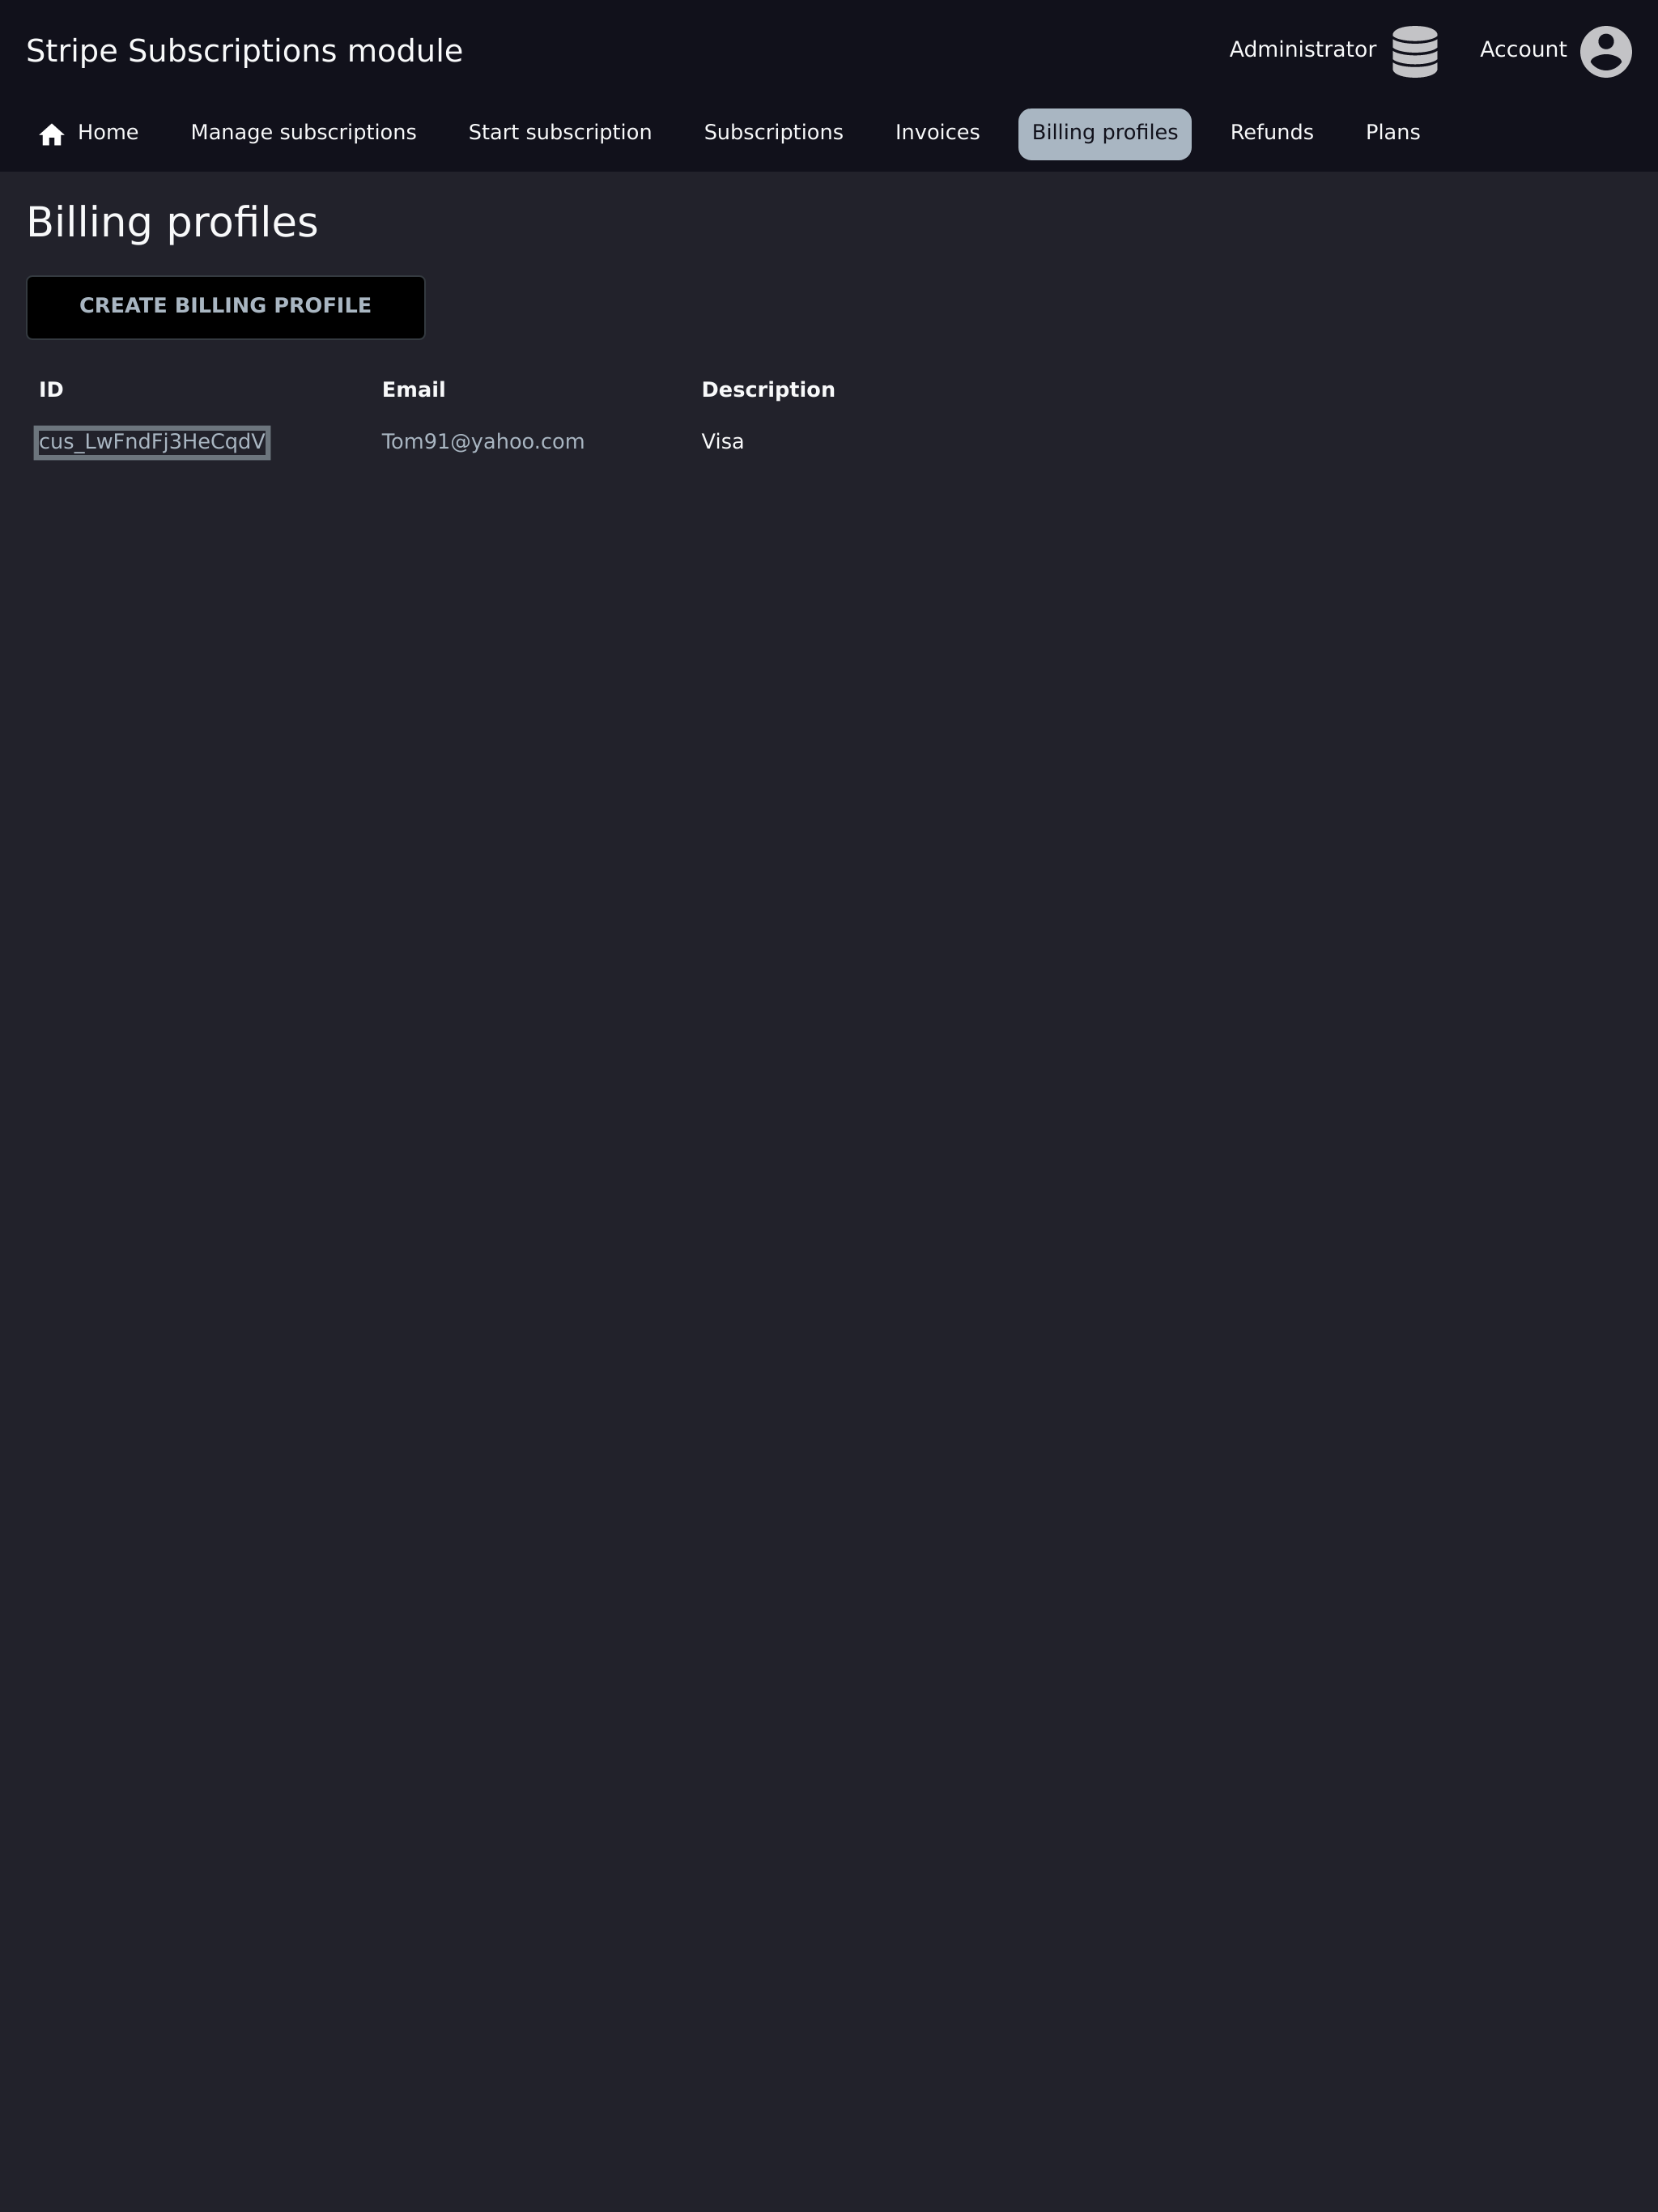 Stripe Subscriptions module
Administrator
Account
Home
Manage subscriptions
Start subscription
Subscriptions
Invoices
Billing profiles
Refunds
Plans
Billing profiles
CREATE BILLING PROFILE
ID Email Description
cus_LwFndFj3HeCqdV Tom91@yahoo.com Visa